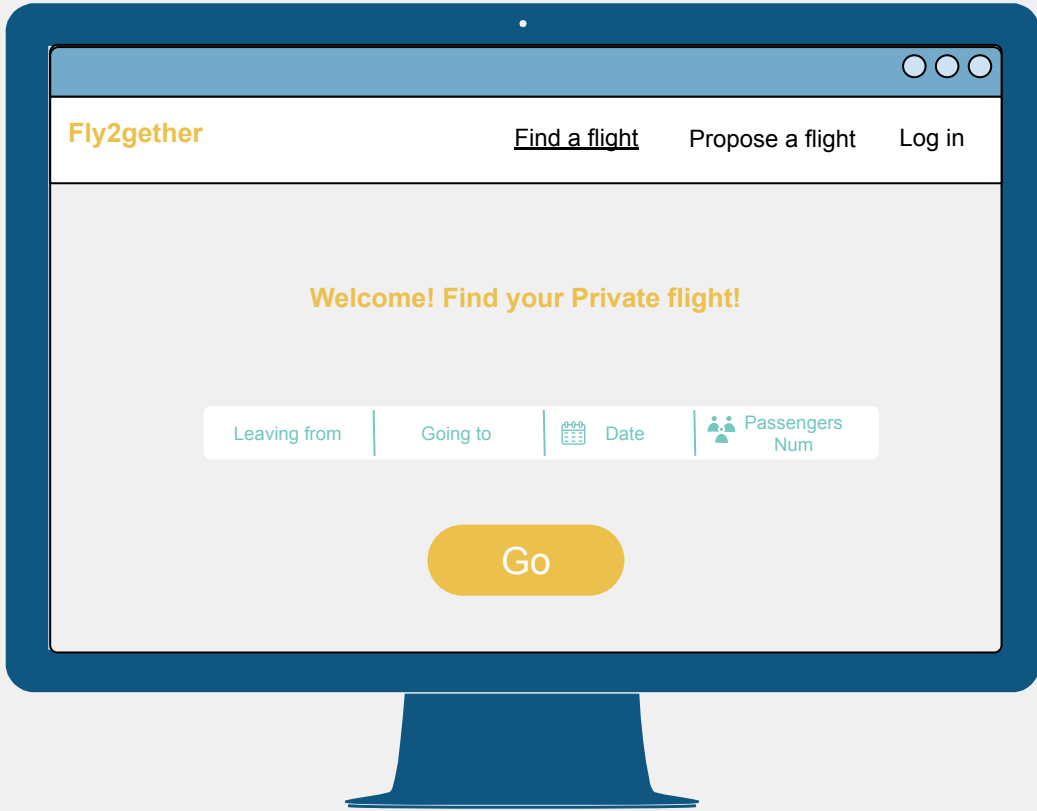 Fly2gether
Find a flight
Propose a flight
Log in
Welcome! Find your Private flight!
Leaving from
Going to
Date
Passengers
Num
Go